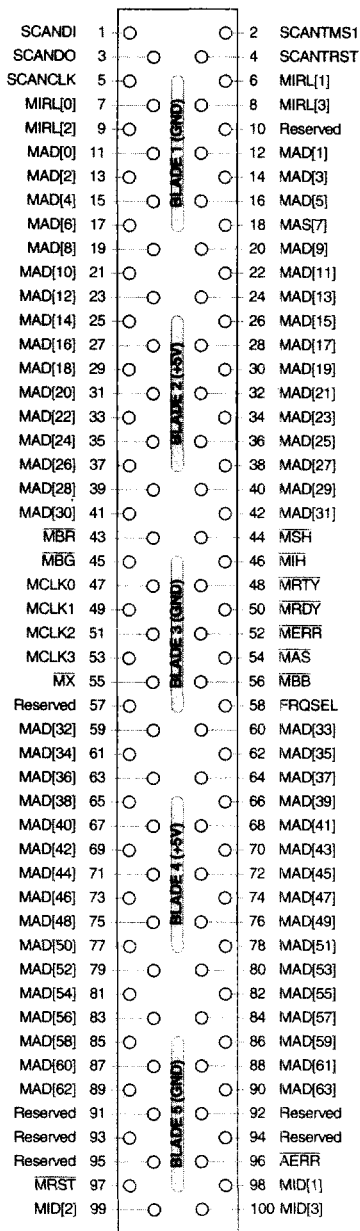 SCANDI 1 2 SCANTMS1
SCANDO 3 4 SCANTRST
SCANCLK 5 6 MIRL[1]
MIRL[0] 7 8 MIRL[3]
MIRL[2] 9 10 Reserved
MAD[0] 11 12 MAD[1]
MAD[2] 13 14 MAD[3]
MAD[4] 15 16 MAD[5]
MAD[6] 17 18 MAS[7]
MAD[8] 19 20 MAD[9]
MAD[10] 21 22 MAD[11]
MAD[12] 23 24 MAD[13]
MAD[14] 25 26 MAD[15]
MAD[16] 27 28 MAD[17]
MAD[18] 29 30 MAD[19]
MAD[20] 31 32 MAD[21]
MAD[22] 33 34 MAD[23]
MAD[24] 35 36 MAD[25]
MAD[26] 37 38 MAD[27]
MAD[28] 39 40 MAD[29]
MAD[30] 41 42 MAD[31]
MBR 43 44 MSH
MBG 45 46 MIH
MCLK0 47 48 MRTY
MCLK1 49 50 MRDY
MCLK2 51 52 MERR
MCLK3 53 54 MAS
MX 55 56 MBB
Reserved 57 58 FRQSEL
MAD[32] 59 60 MAD[33]
MAD[34] 61 62 MAD[35]
MAD[36] 63 64 MAD[37]
MAD[38] 65 66 MAD[39]
MAD[40] 67 68 MAD[41]
MAD[42] 69 70 MAD[43]
MAD[44] 71 72 MAD[45]
MAD[46] 73 74 MAD[47]
MAD[48] 75 76 MAD[49]
MAD[50] 77 78 MAD[51]
MAD[52] 79 80 MAD[53]
MAD[54] 81 82 MAD[55]
MAD[56] 83 84 MAD[57]
MAD[58] 85 86 MAD[59]
MAD[60] 87 88 MAD[61]
MAD[62] 89 90 MAD[63]
Reserved 91 92 Reserved
Reserved 93 94 Reserved
Reserved 95 96 AERR
MRST 97 98 MID[1]
MID[2] 99 100 MID[3]
BLADE 1 (GND)
BLADE 2 (+5V)
BLADE 3 (GND)
BLADE 4 (+5V)
BLADE 5 (GND)